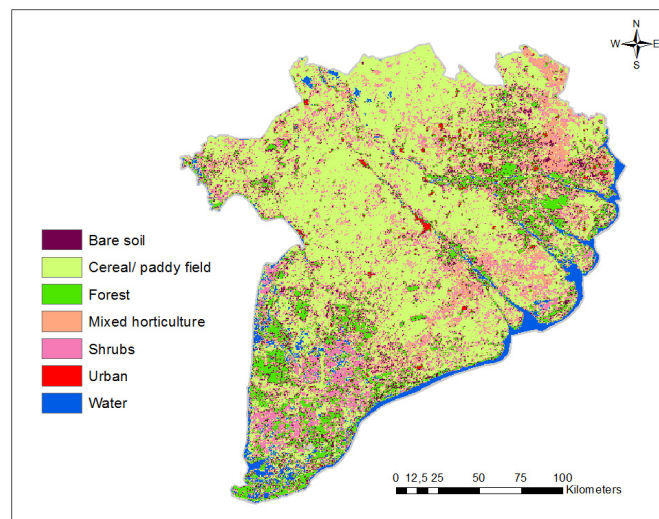 N
W E
S
Bare soil
Cereal/ paddy field
Forest
Mixed horticulture
Shrubs
Urban
Water
0 12,5 25 50 75 100
Kilometers